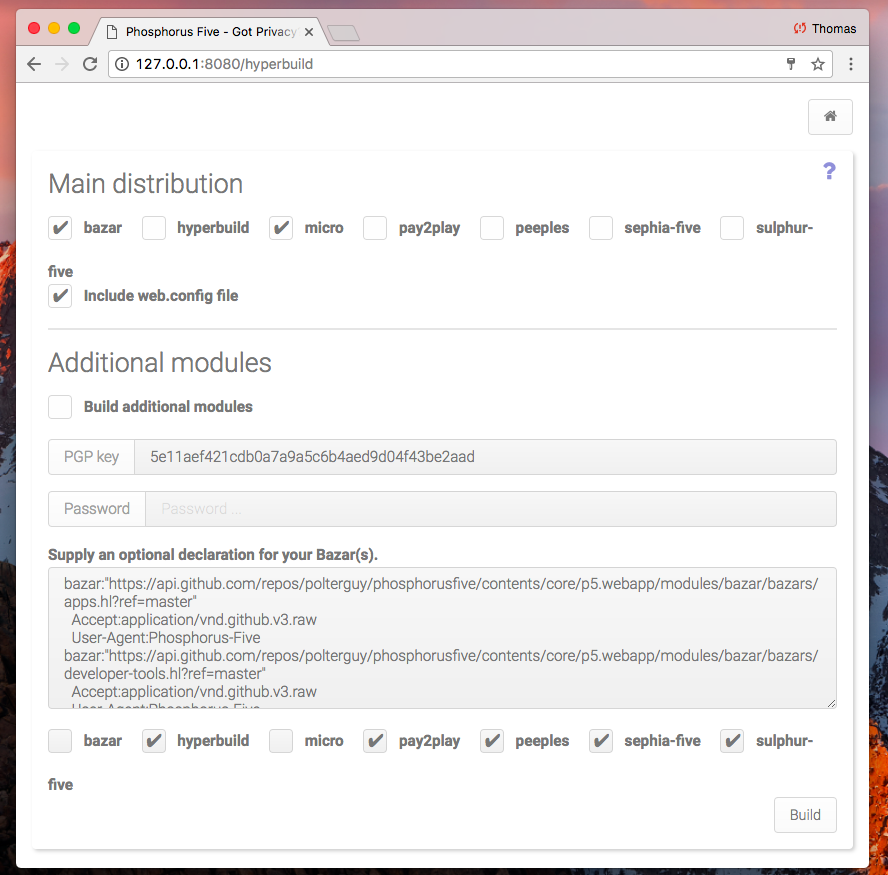 Phosphorus Five - Got Privacy
Thomas
127.0.0.1:8080/hyperbuild
?
Main distribution
bazar hyperbuild micro pay2play peeples sephia-five sulphur-
five
Include web.config file
Additional modules
Build additional modules
PGP key 5e11aef421cdb0a7a9a5c6b4aed9d04f43be2aad
Password Password ...
Supply an optional declaration for your Bazar(s).
bazar:"https://api.github.com/repos/polterguy/phosphorusfive/contents/core/p5.webapp/modules/bazar/bazars/
apps.hl?ref=master"
Accept:application/vnd.github.v3.raw
User-Agent:Phosphorus-Five
bazar:"https://api.github.com/repos/polterguy/phosphorusfive/contents/core/p5.webapp/modules/bazar/bazars/
developer-tools.hl?ref=master"
Accept:application/vnd.github.v3.raw
User-Agent:Phosphorus-Five
bazar hyperbuild micro pay2play peeples sephia-five sulphur-
five
Build